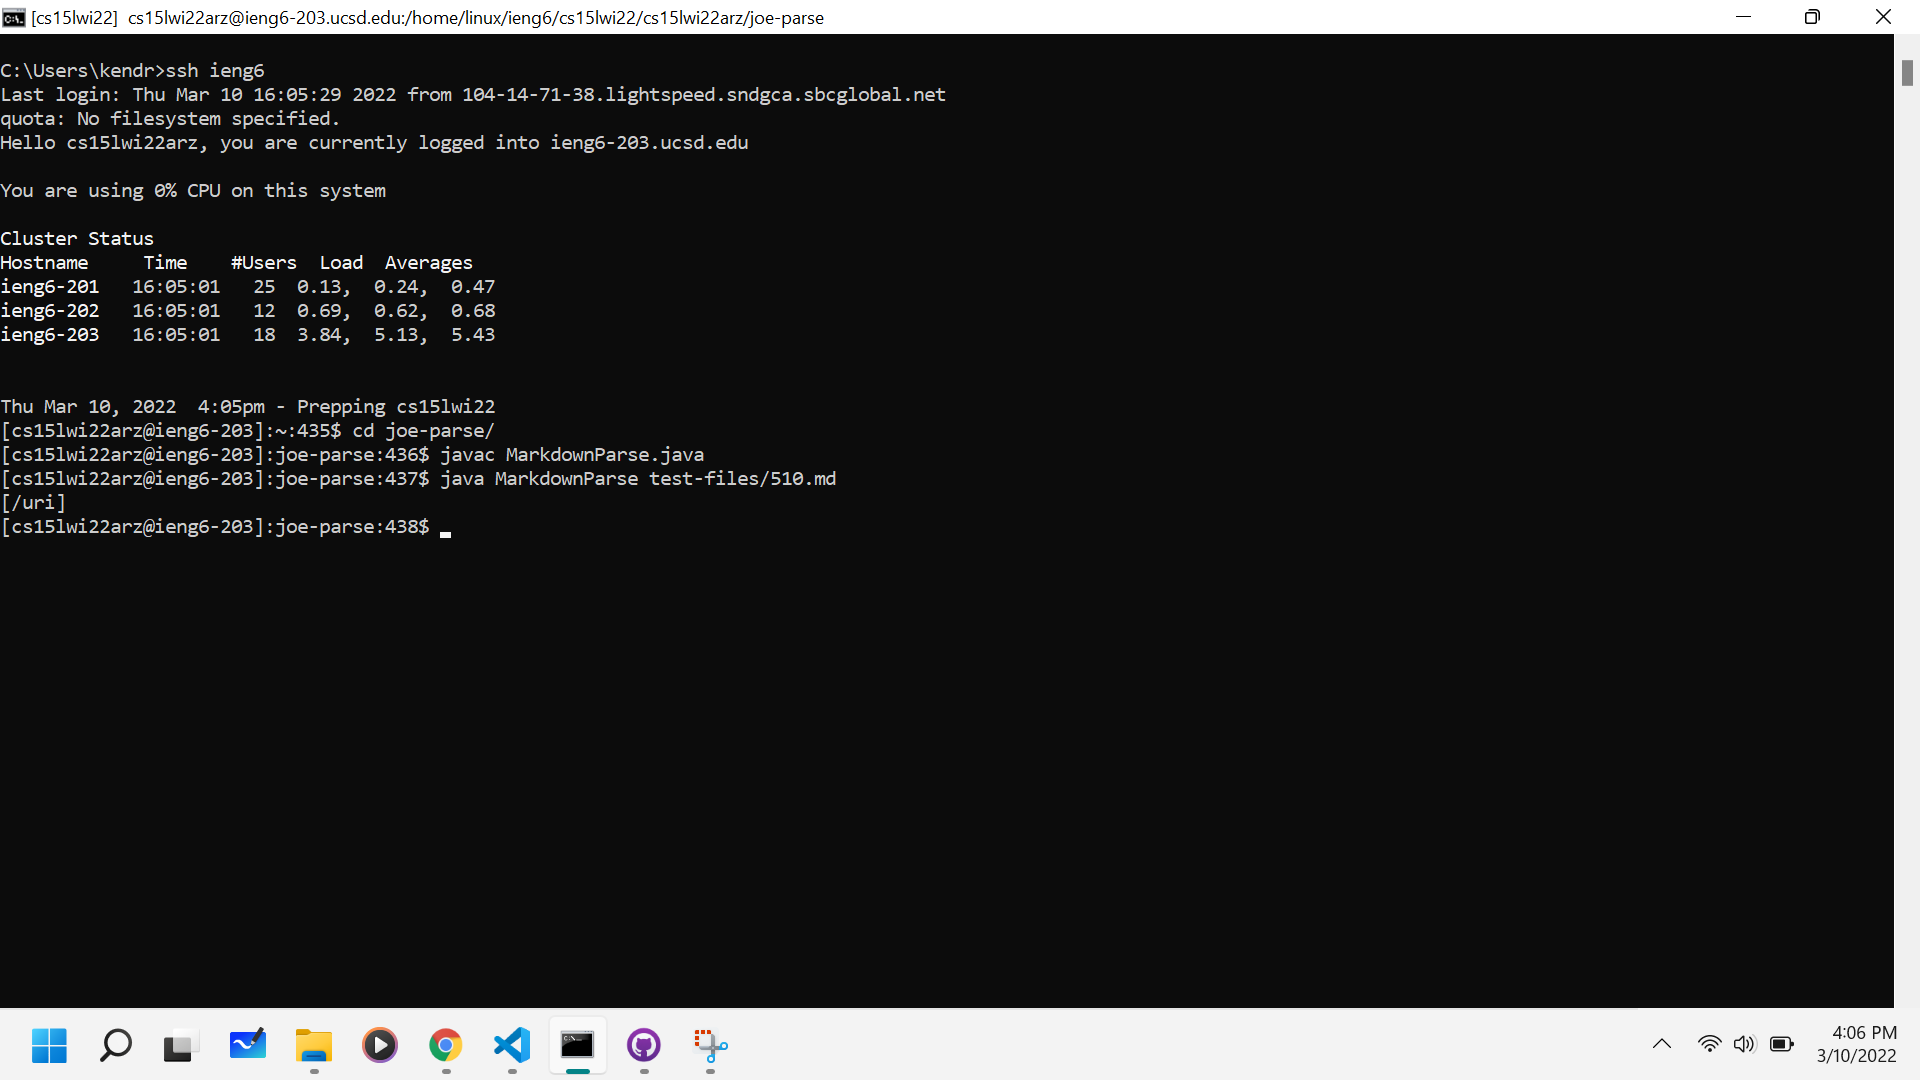 [cs15lwi22]  cs15lwi22arz@ieng6-203.ucsd.edu:/home/linux/ieng6/cs15lwi22/cs15lwi22arz/joe-parse
C:\Users\kendr>ssh ieng6
Last login: Thu Mar 10 16:05:29 2022 from 104-14-71-38.lightspeed.sndgca.sbcglobal.net
quota: No filesystem specified.
Hello cs15lwi22arz, you are currently logged into ieng6-203.ucsd.edu
You are using 0% CPU on this system
Cluster Status
Hostname     Time    #Users  Load  Averages
ieng6-201   16:05:01   25  0.13,  0.24,  0.47
ieng6-202   16:05:01   12  0.69,  0.62,  0.68
ieng6-203   16:05:01   18  3.84,  5.13,  5.43
Thu Mar 10, 2022  4:05pm - Prepping cs15lwi22
[cs15lwi22arz@ieng6-203]:~:435$ cd joe-parse/
[cs15lwi22arz@ieng6-203]:joe-parse:436$ javac MarkdownParse.java
[cs15lwi22arz@ieng6-203]:joe-parse:437$ java MarkdownParse test-files/510.md
[/uri]
[cs15lwi22arz@ieng6-203]:joe-parse:438$
4:06 PM
3/10/2022